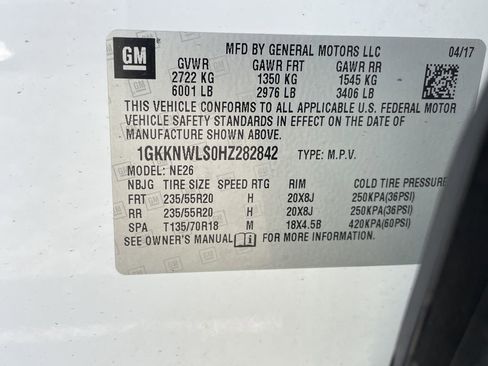 GM
MFD BY GENERAL MOTORS LLC 04/17
GVWR GAWR FRT GAWR RR
2722 KG 1350 KG 1545 KG
6001 LB 2976 LB 3406 LB
THIS VEHICLE CONFORMS TO ALL APPLICABLE U.S. FEDERAL MOTOR
VEHICLE SAFETY STANDARDS IN EFFECT ON THE DATE OF
MANUFACTURE SHOWN ABOVE.
1GKKNWLS0HZ282842 TYPE: M.P.V.
MODEL: NE26
NBJG TIRE SIZE SPEED RTG RIM COLD TIRE PRESSURE
FRT 235/55R20 H 20X8J 250KPA(36PSI)
RR 235/55R20 H 20X8J 250KPA(36PSI)
SPA T135/70R18 M 18X4.5B 420KPA(60PSI)
SEE OWNER'S MANUAL FOR MORE INFORMATION.